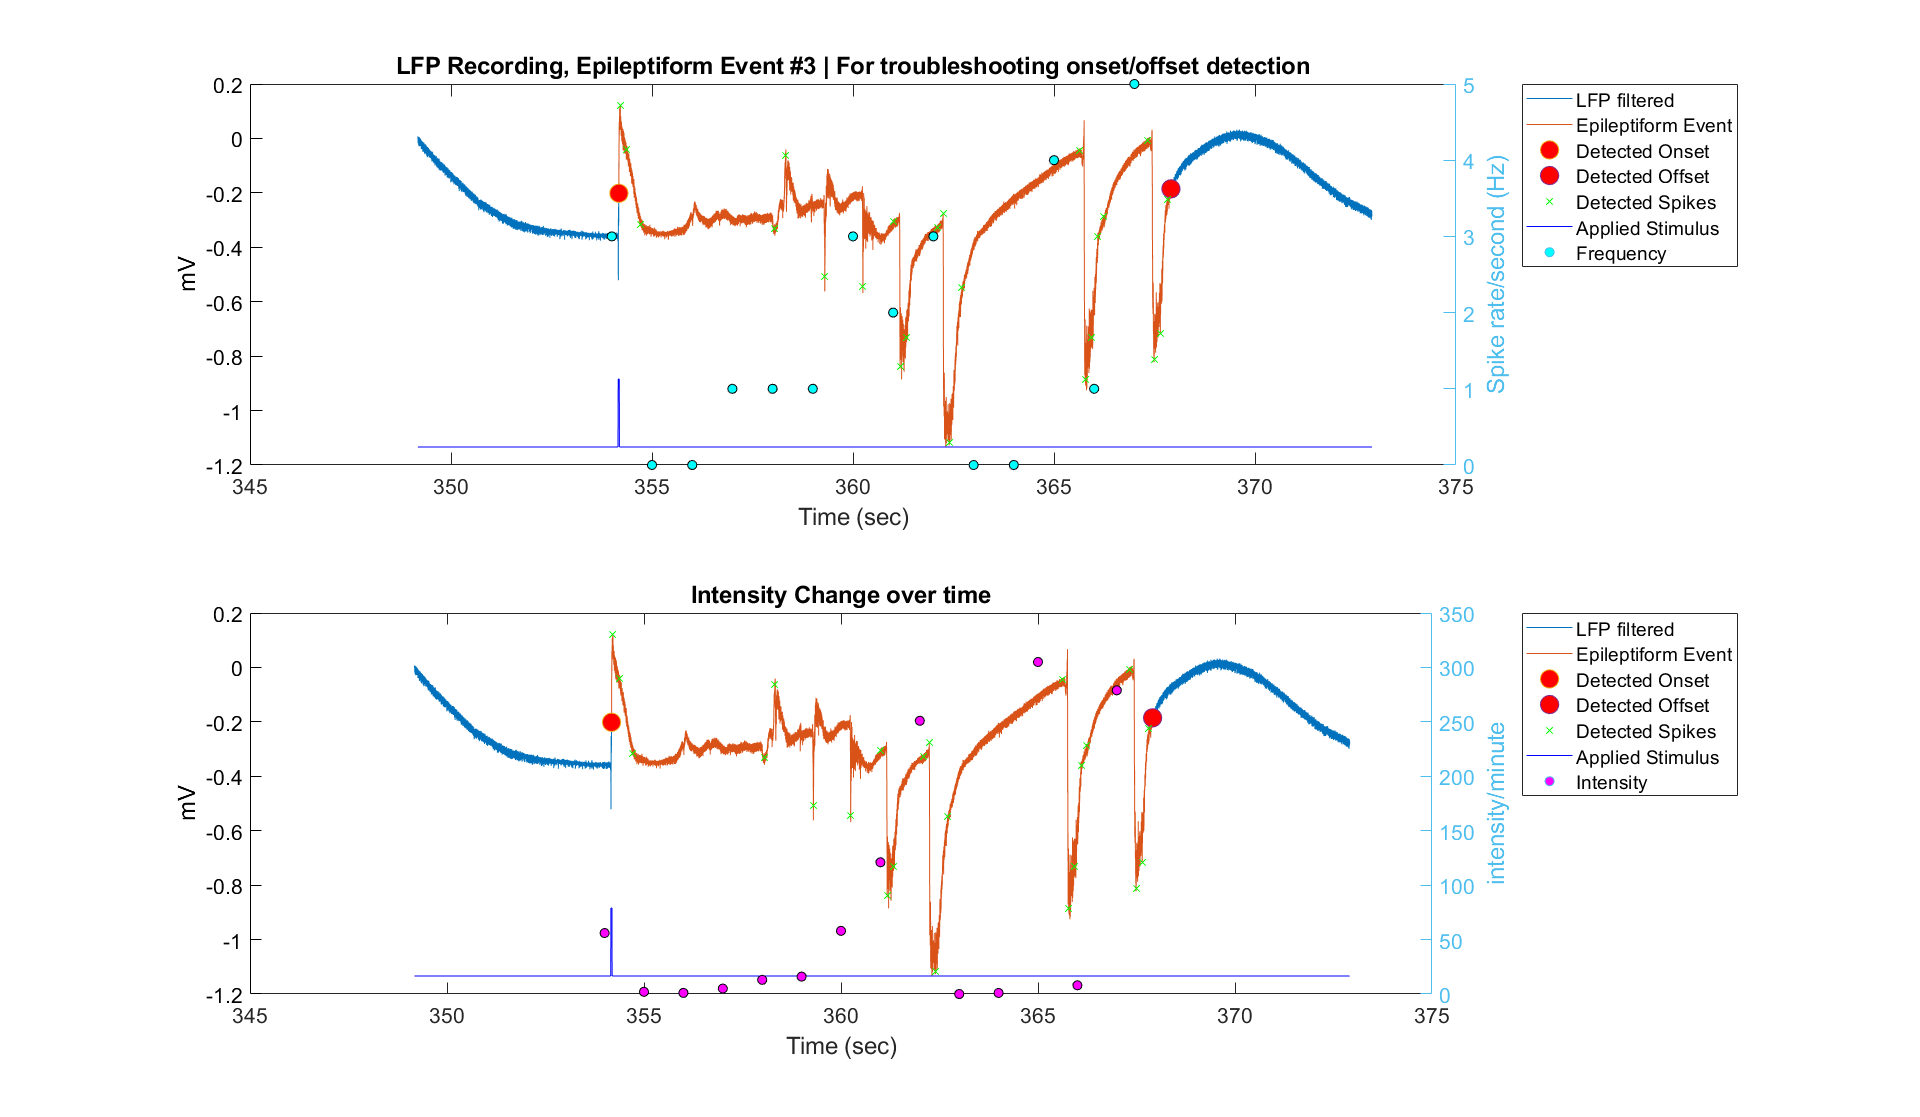 LFP Recording, Epileptiform Event #3 | For troubleshooting onset/offset detection
0.2
0
-0.2
-0.4
-0.6
-0.8
-1
-1.2
mV
345
350
355
360
365
370
375
Time (sec)
5
4
3
2
1
0
Spike rate/second (Hz)
LFP filtered
Epileptiform Event
Detected Onset
Detected Offset
Detected Spikes
Applied Stimulus
Frequency
Intensity Change over time
0.2
0
-0.2
-0.4
-0.6
-0.8
-1
-1.2
mV
345
350
355
360
365
370
375
Time (sec)
350
300
250
200
150
100
50
0
intensity/minute
LFP filtered
Epileptiform Event
Detected Onset
Detected Offset
Detected Spikes
Applied Stimulus
Intensity